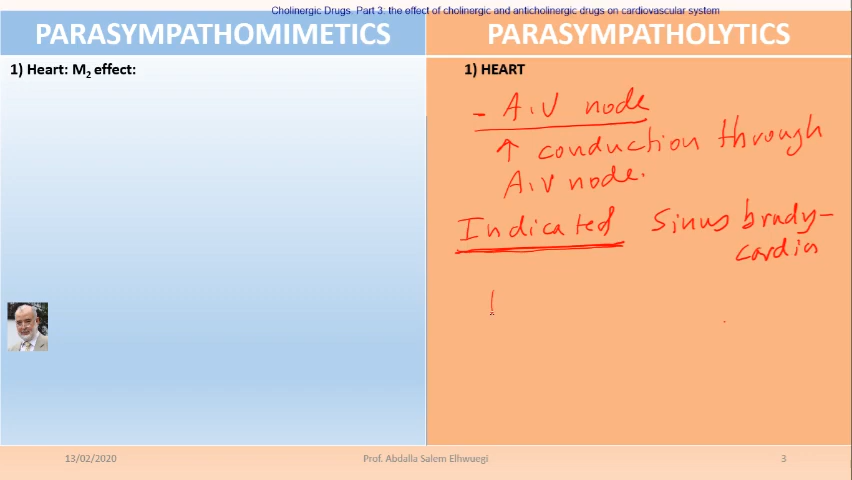 Cholinergic Drugs. Part 3: the effect of cholinergic and anticholinergic drugs on cardiovascular system
PARASYMPATHOMIMETICS
1) Heart: M2 effect:
PARASYMPATHOLYTICS
1) HEART
- A.V node
↑ conduction through
A.V node.
Indicated Sinus brady-
cardia
13/02/2020
Prof. Abdalla Salem Elhwuegi
3